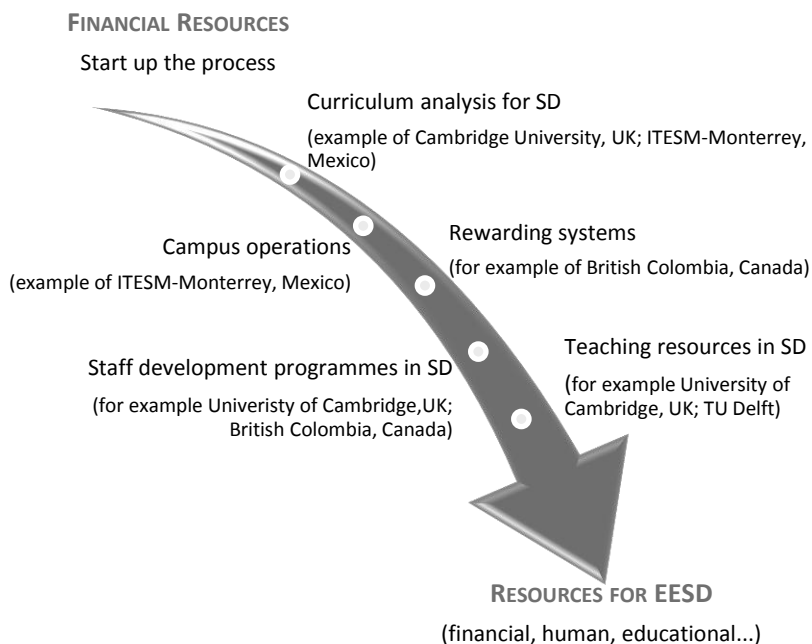 FINANCIAL RESOURCES
Start up the process
Curriculum analysis for SD
(example of Cambridge University, UK; ITESM-Monterrey,
Mexico)
Campus operations
(example of ITESM-Monterrey, Mexico)
Rewarding systems
(for example of British Colombia, Canada)
Staff development programmes in SD
(for example Univeristy of Cambridge,UK;
British Colombia, Canada)
Teaching resources in SD
(for example University of
Cambridge, UK; TU Delft)
RESOURCES FOR EESD
(financial, human, educational...)